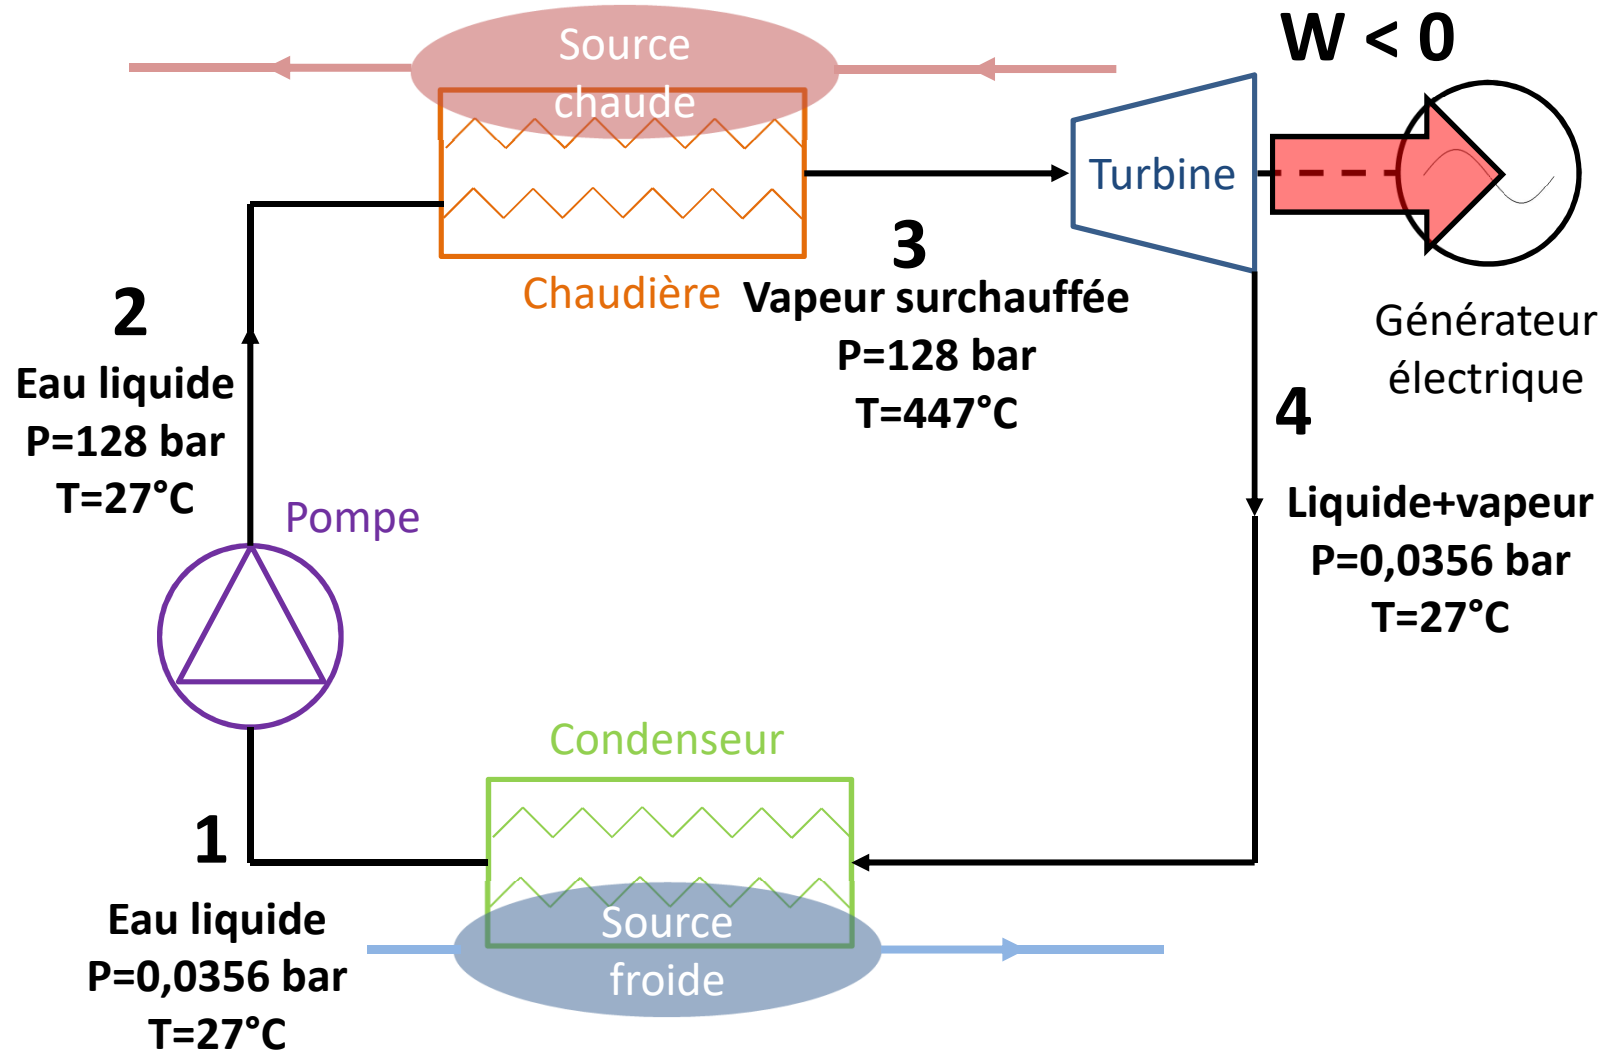 Source
chaude
W < 0
Turbine
Chaudière
3
Vapeur surchauffée
P=128 bar
T=447°C
Générateur
électrique
2
Eau liquide
P=128 bar
T=27°C
Pompe
4
Liquide+vapeur
P=0,0356 bar
T=27°C
Condenseur
1
Eau liquide
P=0,0356 bar
T=27°C
Source
froide